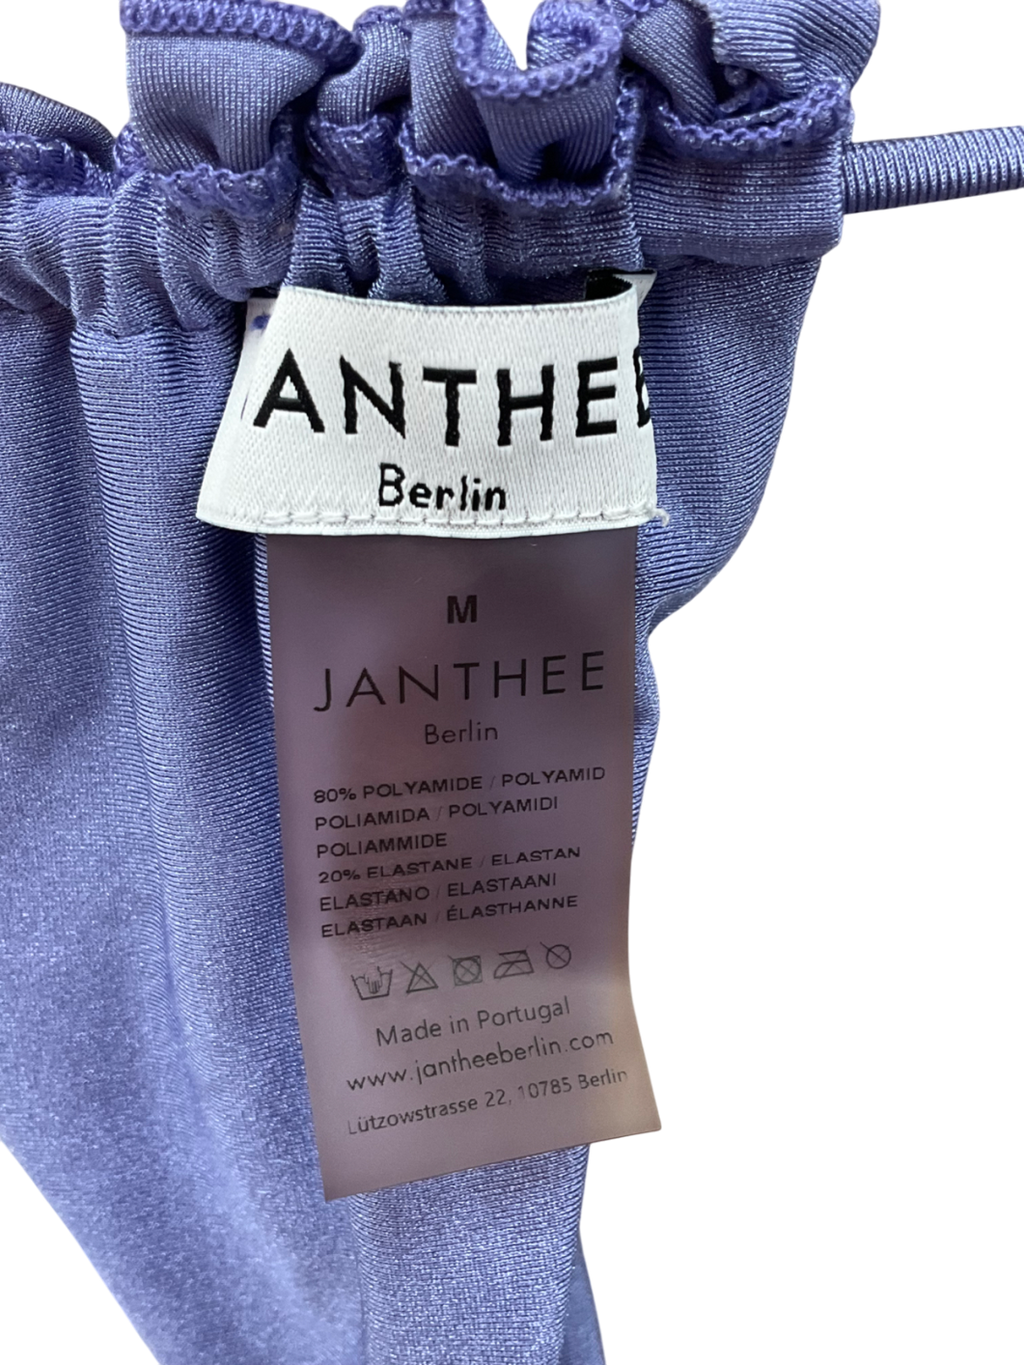 ANTHEE
Berlin
M
JANTHEE
Berlin
80% POLYAMIDE / POLYAMID
POLIAMIDA / POLYAMIDI
POLIAMMIDE
20% ELASTANE / ELASTAN
ELASTANO / ELASTAANI
ELASTAAN / ÉLASTHANNE
Made in Portugal
www.jantheeberlin.com
Lützowstrasse 22, 10785 Berlin